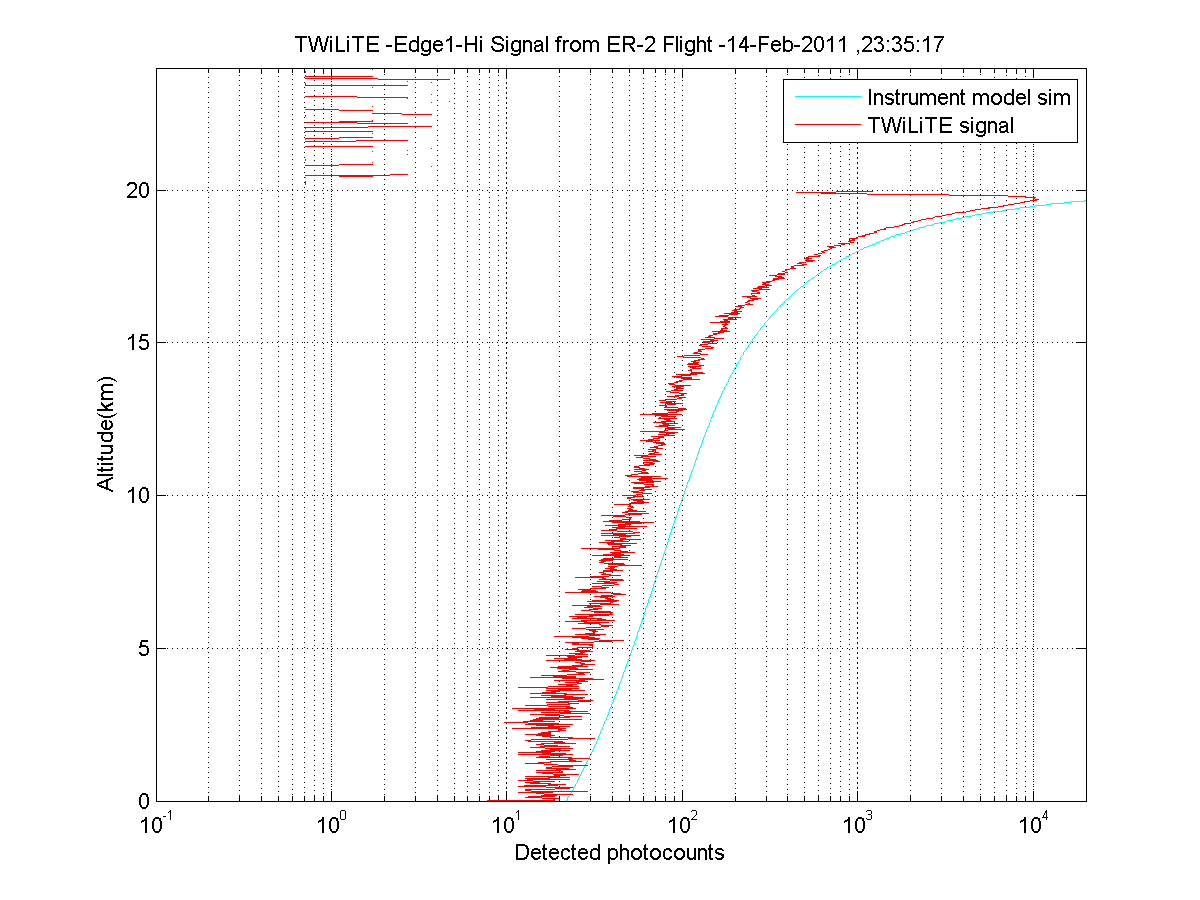 TWiLiTE -Edge1-Hi Signal from ER-2 Flight -14-Feb-2011 ,23:35:17
Instrument model sim
TWiLiTE signal
20
15
10
5
0
Altitude(km)
10^-1 10^0 10^1 10^2 10^3 10^4
Detected photocounts